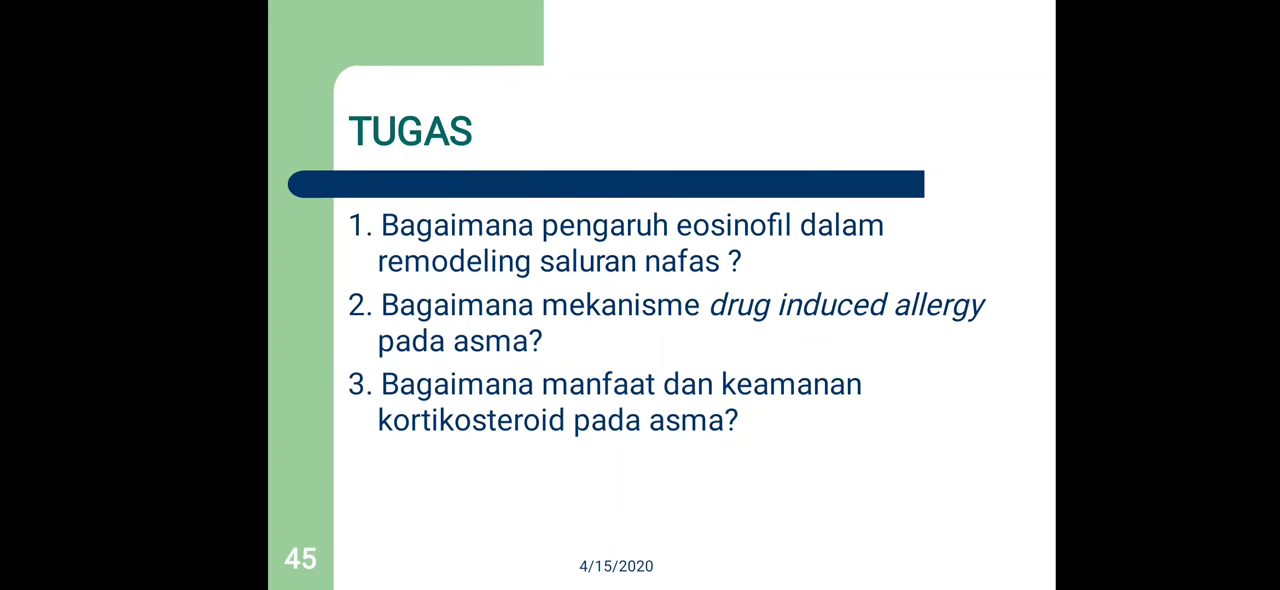 TUGAS
1. Bagaimana pengaruh eosinofil dalam
remodeling saluran nafas ?
2. Bagaimana mekanisme drug induced allergy
pada asma?
3. Bagaimana manfaat dan keamanan
kortikosteroid pada asma?
45
4/15/2020